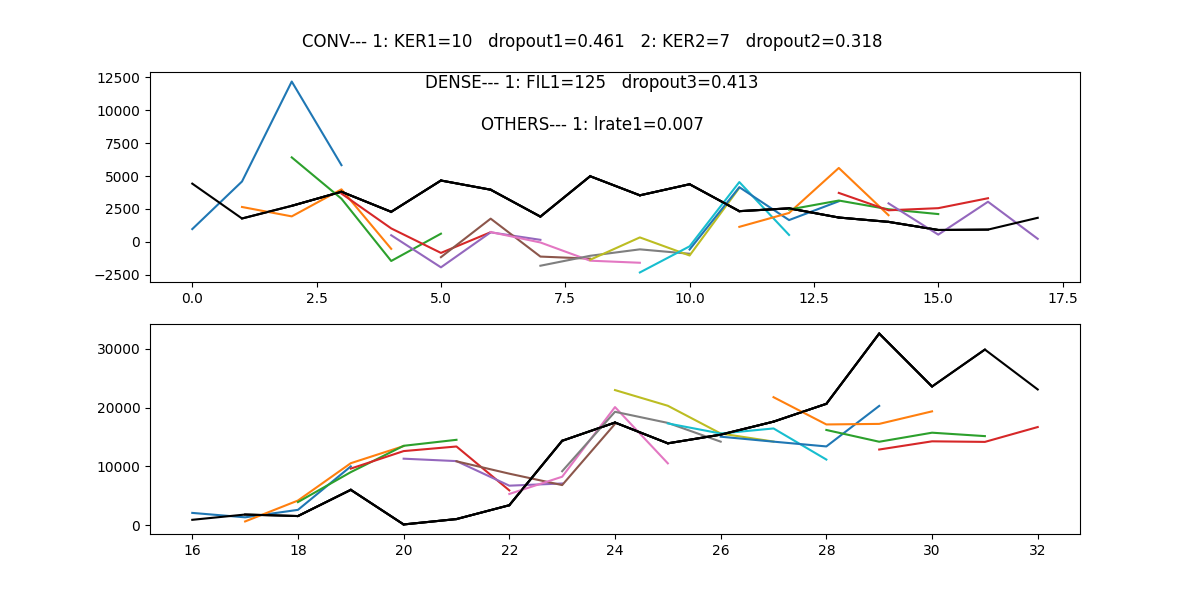 CONV--- 1: KER1=10   dropout1=0.461   2: KER2=7   dropout2=0.318
DENSE--- 1: FIL1=125   dropout3=0.413
OTHERS--- 1: lrate1=0.007
12500
10000
7500
5000
2500
0
−2500
0.0 2.5 5.0 7.5 10.0 12.5 15.0 17.5
30000
20000
10000
0
16 18 20 22 24 26 28 30 32